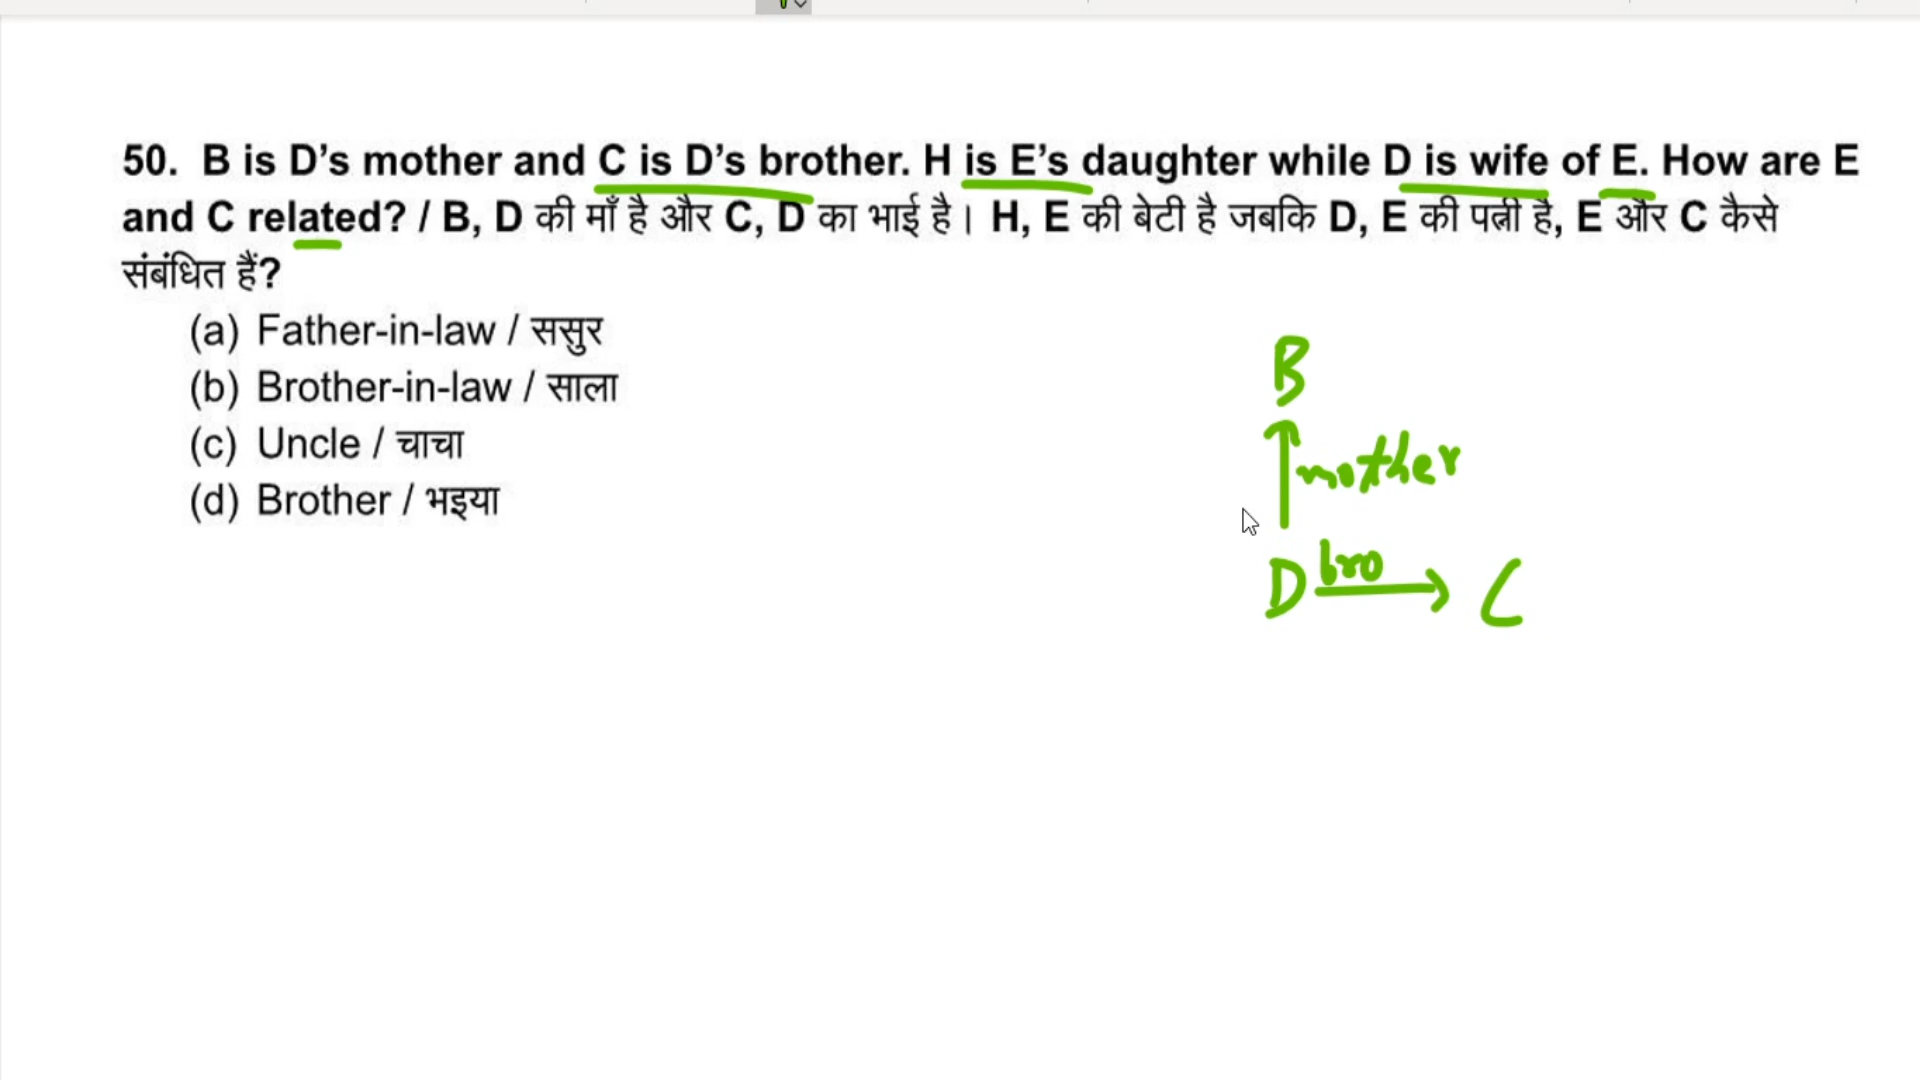 50. B is D’s mother and C is D’s brother. H is E’s daughter while D is wife of E. How are E
and C related? / B, D की माँ है और C, D का भाई है। H, E की बेटी है जबकि D, E की पत्नी है, E और C कैसे
संबंधित हैं?
(a) Father-in-law / ससुर
(b) Brother-in-law / साला
(c) Uncle / चाचा
(d) Brother / भइया
B
mother
D bro C